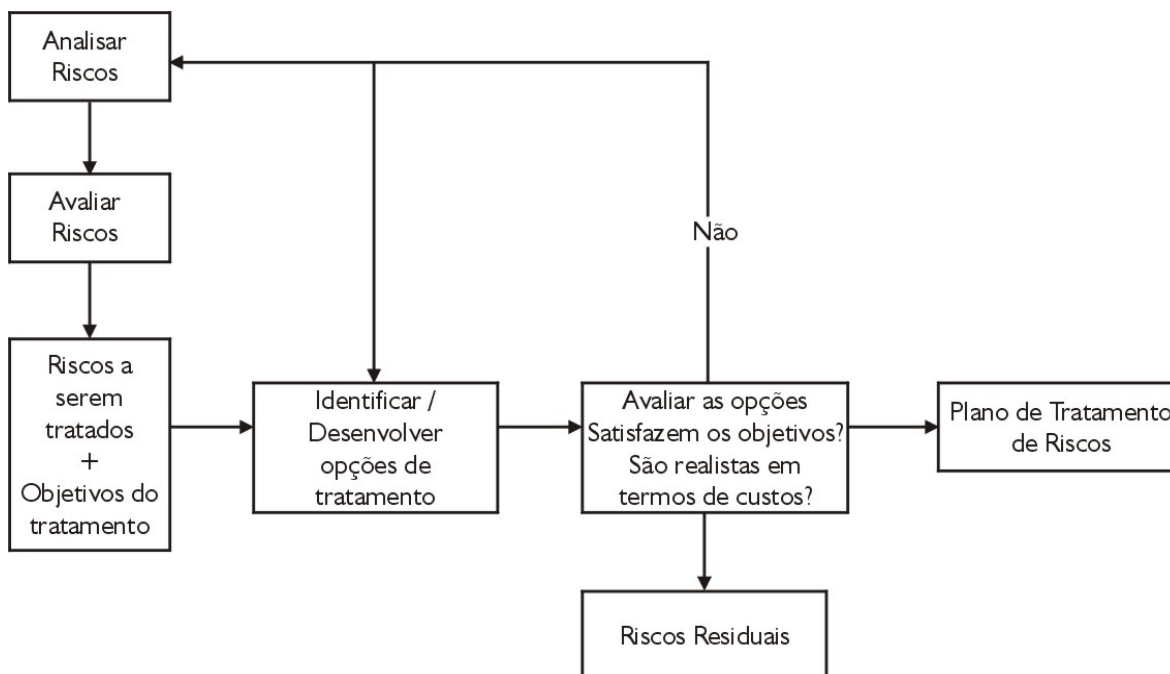 Analisar
Riscos
Avaliar
Riscos
Não
Riscos a
serem
tratados
+
Objetivos do
tratamento
Identificar /
Desenvolver
opções de
tratamento
Avaliar as opções
Satisfazem os objetivos?
São realistas em
termos de custos?
Plano de Tratamento
de Riscos
Riscos Residuais